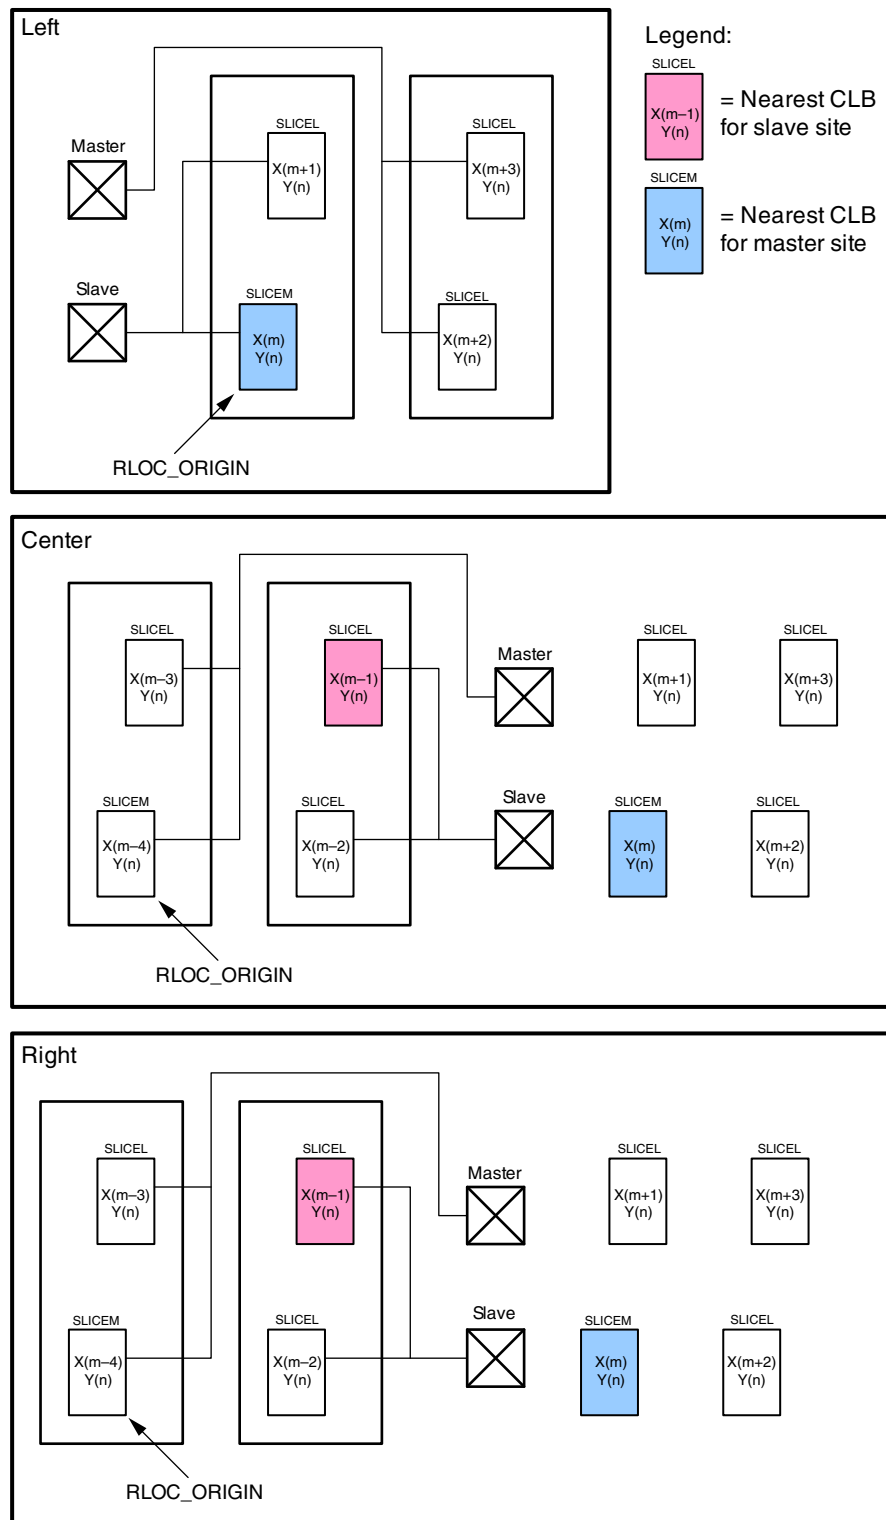 Left
Legend:
SLICEL
X(m–1)
Y(n)
= Nearest CLB
for slave site
SLICEM
X(m)
Y(n)
= Nearest CLB
for master site
Master
SLICEL
X(m+1)
Y(n)
SLICEL
X(m+3)
Y(n)
Slave
SLICEM
X(m)
Y(n)
SLICEL
X(m+2)
Y(n)
RLOC_ORIGIN
Center
SLICEL
X(m–3)
Y(n)
SLICEL
X(m–1)
Y(n)
Master
SLICEL
X(m+1)
Y(n)
SLICEL
X(m+3)
Y(n)
SLICEM
X(m–4)
Y(n)
SLICEL
X(m–2)
Y(n)
Slave
SLICEM
X(m)
Y(n)
SLICEL
X(m+2)
Y(n)
RLOC_ORIGIN
Right
SLICEL
X(m–3)
Y(n)
SLICEL
X(m–1)
Y(n)
Master
SLICEL
X(m+1)
Y(n)
SLICEL
X(m+3)
Y(n)
SLICEM
X(m–4)
Y(n)
SLICEL
X(m–2)
Y(n)
Slave
SLICEM
X(m)
Y(n)
SLICEL
X(m+2)
Y(n)
RLOC_ORIGIN